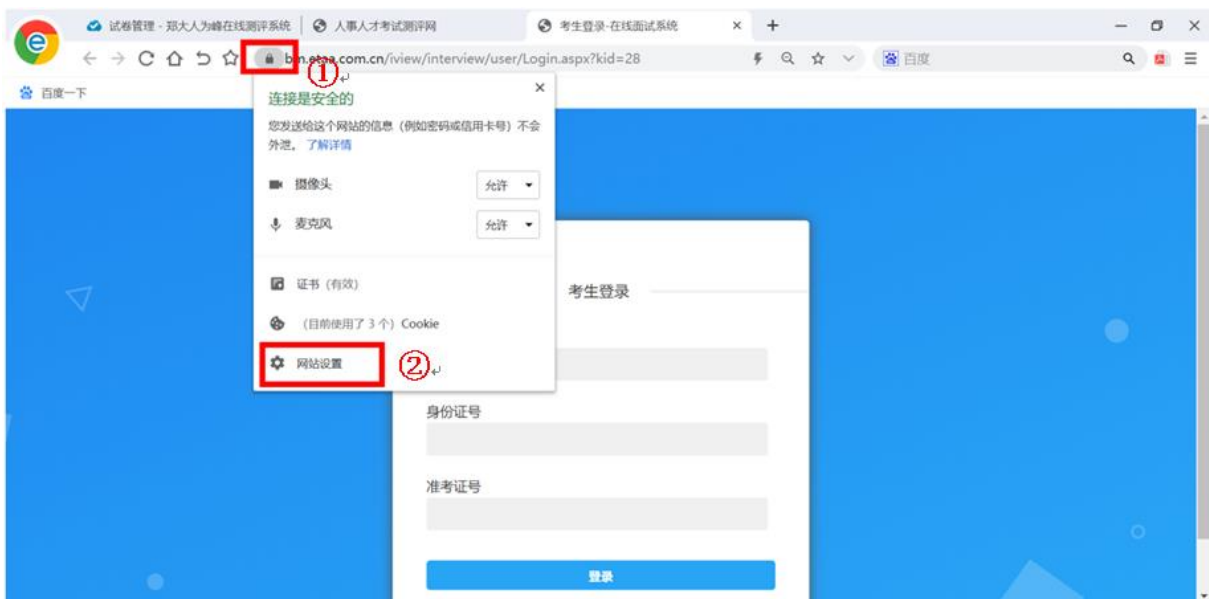 试卷管理 - 郑大人为峰在线测评系统
人事人才考试测评网
考生登录-在线面试系统
bm.etaa.com.cn/iview/interview/user/Login.aspx?kid=28
百度
百度一下
①
连接是安全的
您发送给这个网站的信息（例如密码或信用卡号）不会
外泄。 了解详情
摄像头 允许
麦克风 允许
证书（有效）
（目前使用了 3 个）Cookie
网站设置
②
考生登录
身份证号
准考证号
登录